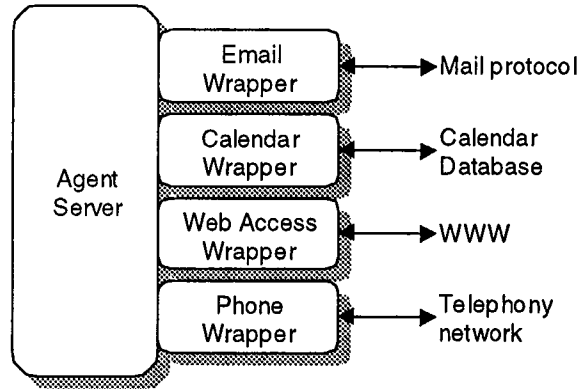 Agent
Server
Email
Wrapper
Mail protocol
Calendar
Wrapper
Calendar
Database
Web Access
Wrapper
WWW
Phone
Wrapper
Telephony
network